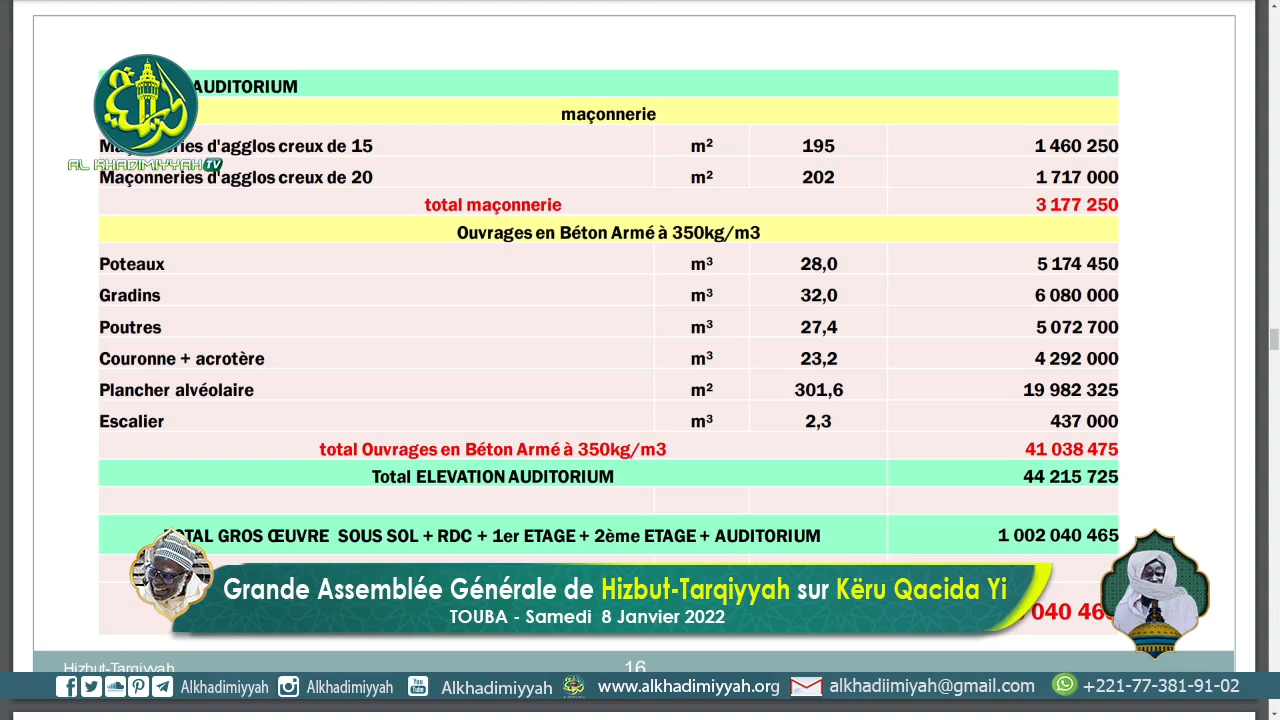 AUDITORIUM
maçonnerie
Maçonneries d'agglos creux de 15 m² 195 1 460 250
AL KHADIMIYYAH TV
Maçonneries d'agglos creux de 20 m² 202 1 717 000
total maçonnerie 3 177 250
Ouvrages en Béton Armé à 350kg/m3
Poteaux m³ 28,0 5 174 450
Gradins m³ 32,0 6 080 000
Poutres m³ 27,4 5 072 700
Couronne + acrotère m³ 23,2 4 292 000
Plancher alvéolaire m² 301,6 19 982 325
Escalier m³ 2,3 437 000
total Ouvrages en Béton Armé à 350kg/m3 41 038 475
Total ELEVATION AUDITORIUM 44 215 725
TOTAL GROS ŒUVRE SOUS SOL + RDC + 1er ETAGE + 2ème ETAGE + AUDITORIUM 1 002 040 465
Grande Assemblée Générale de Hizbut-Tarqiyyah sur Këru Qacida Yi
TOUBA - Samedi 8 Janvier 2022
040 46
Hizbut-Tarqiyyah 16
Alkhadimiyyah Alkhadimiyyah You Tube Alkhadimiyyah www.alkhadimiyyah.org alkhadiimiyah@gmail.com +221-77-381-91-02